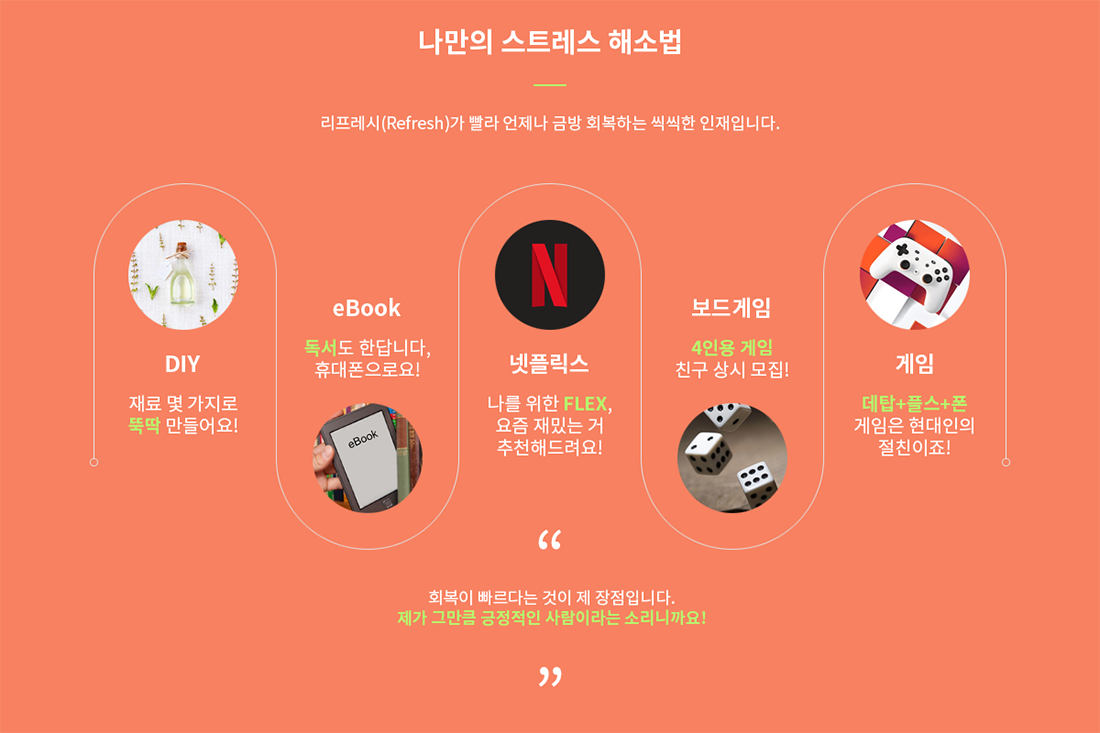 나만의 스트레스 해소법
리프레시(Refresh)가 빨라 언제나 금방 회복하는 씩씩한 인재입니다.
DIY
재료 몇 가지로
뚝딱 만들어요!
eBook
독서도 한답니다,
휴대폰으로요!
eBook
N
넷플릭스
나를 위한 FLEX,
요즘 재밌는 거
추천해드려요!
보드게임
4인용 게임
친구 상시 모집!
게임
데탑+플스+폰
게임은 현대인의
절친이죠!
“
회복이 빠르다는 것이 제 장점입니다.
제가 그만큼 긍정적인 사람이라는 소리니까요!
”